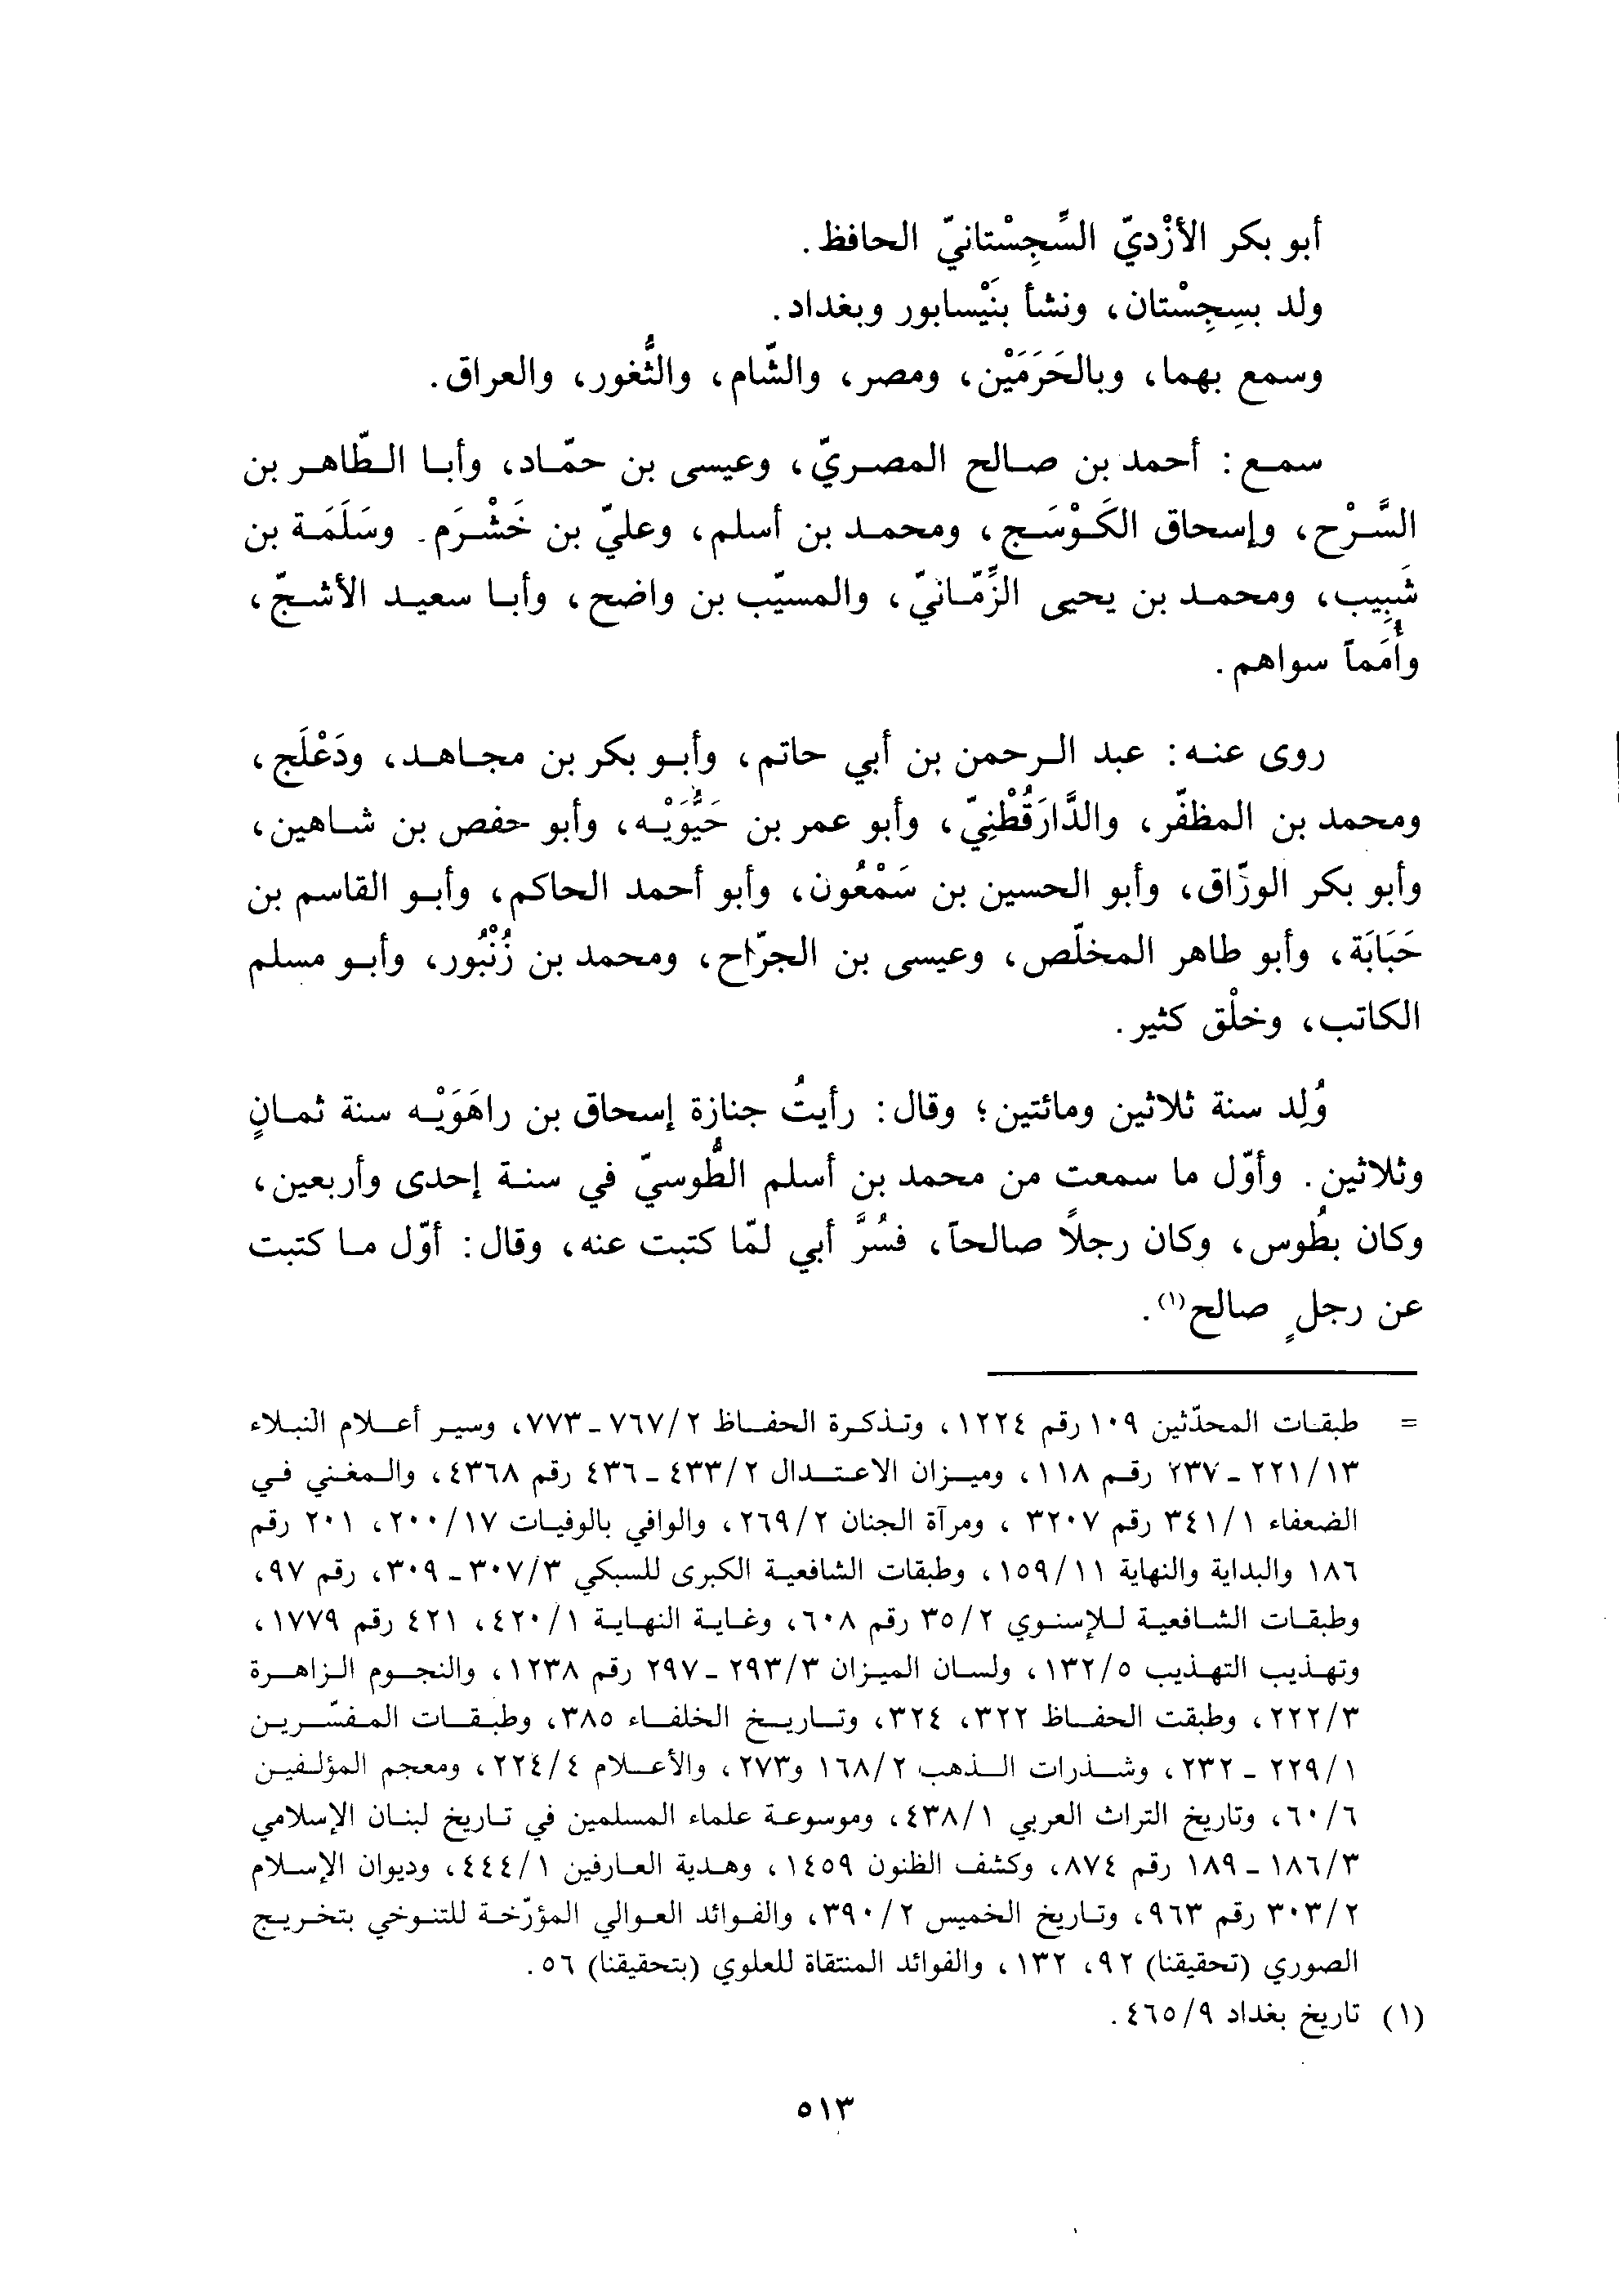 أبو بكر الأزْديّ السِّجِسْتانيّ الحافظ.
ولد بسِجِسْتان، ونشأ بنَيْسابور وبغداد.
وسمع بهما، وبالحَرَمَيْن، ومصر، والشّام، والثُّغور، والعراق.
سمع: أحمد بن صالح المصريّ، وعيسى بن حمّاد، وأبا الطّاهر بن
السَّرْح، وإسحاق الكَوْسَج، ومحمد بن أسلم، وعليّ بن خَشْرَم. وسَلَمَة بن
شَبِيب، ومحمد بن يحيى الزِّمّانيّ، والمسيّب بن واضح، وأبا سعيد الأشجّ،
وأُمَماً سواهم.
روى عنه: عبد الرحمن بن أبي حاتم، وأبو بكر بن مجاهد، ودَعْلَج،
ومحمد بن المظفّر، والدَّارَقُطْنِيّ، وأبو عمر بن حَيُّوَيْه، وأبو حفص بن شاهين،
وأبو بكر الورّاق، وأبو الحسين بن سَمْعُون، وأبو أحمد الحاكم، وأبو القاسم بن
حَبَابَة، وأبو طاهر المخلّص، وعيسى بن الجرّاح، ومحمد بن زُنْبُور، وأبو مسلم
الكاتب، وخلْق كثير.
وُلِد سنة ثلاثين ومائتين؛ وقال: رأيتُ جنازة إسحاق بن راهَوَيْه سنة ثمانٍ
وثلاثين. وأوّل ما سمعت من محمد بن أسلم الطُّوسيّ في سنة إحدى وأربعين،
وكان بطُوس، وكان رجلاً صالحاً، فسُرَّ أبي لمّا كتبت عنه، وقال: أوّل ما كتبت
عن رجلٍ صالح(١).
= طبقات المحدّثين ١٠٩ رقم ١٢٢٤، وتذكرة الحفاظ ٢/ ٧٦٧ - ٧٧٣، وسير أعلام النبلاء
١٣/ ٢٢١ - ٢٣٧ رقم ١١٨، وميزان الاعتدال ٢/ ٤٣٣ - ٤٣٦ رقم ٤٣٦٨، والمغني في
الضعفاء ١/ ٣٤١ رقم ٣٢٠٧ ، ومرآة الجنان ٢/ ٢٦٩، والوافي بالوفيات ١٧/ ٢٠٠، ٢٠١ رقم
١٨٦ والبداية والنهاية ١١/ ١٥٩، وطبقات الشافعية الكبرى للسبكي ٣/ ٣٠٧ - ٣٠٩، رقم ٩٧،
وطبقات الشافعية للإسنوي ٢/ ٣٥ رقم ٦٠٨، وغاية النهاية ١/ ٤٢٠، ٤٢١ رقم ١٧٧٩،
وتهذيب التهذيب ٥/ ١٣٢، ولسان الميزان ٣/ ٢٩٣ - ٢٩٧ رقم ١٢٣٨، والنجوم الزاهرة
٣/ ٢٢٢، وطبقت الحفاظ ٣٢٢، ٣٢٤، وتاريخ الخلفاء ٣٨٥، وطبقات المفسّرين
١/ ٢٢٩ - ٢٣٢، وشذرات الذهب ٢/ ١٦٨ و٢٧٣، والأعلام ٤/ ٢٢٤، ومعجم المؤلفين
٦/ ٦٠، وتاريخ التراث العربي ١/ ٤٣٨، وموسوعة علماء المسلمين في تاريخ لبنان الإسلامي
٣/ ١٨٦ - ١٨٩ رقم ٨٧٤، وكشف الظنون ١٤٥٩، وهدية العارفين ١/ ٤٤٤، وديوان الإسلام
٢/ ٣٠٣ رقم ٩٦٣، وتاريخ الخميس ٢/ ٣٩٠، والفوائد العوالي المؤرّخة للتنوخي بتخريج
الصوري (تحقيقنا) ٩٢، ١٣٢، والفوائد المنتقاة للعلوي (بتحقيقنا) ٥٦.
(١) تاريخ بغداد ٩/ ٤٦٥.
٥١٣